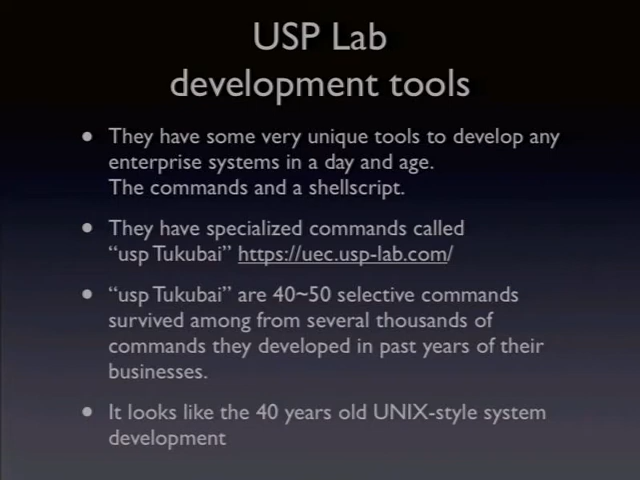 USP Lab
development tools
• They have some very unique tools to develop any
enterprise systems in a day and age.
The commands and a shellscript.
• They have specialized commands called
“usp Tukubai” https://uec.usp-lab.com/
• “usp Tukubai” are 40~50 selective commands
survived among from several thousands of
commands they developed in past years of their
businesses.
• It looks like the 40 years old UNIX-style system
development